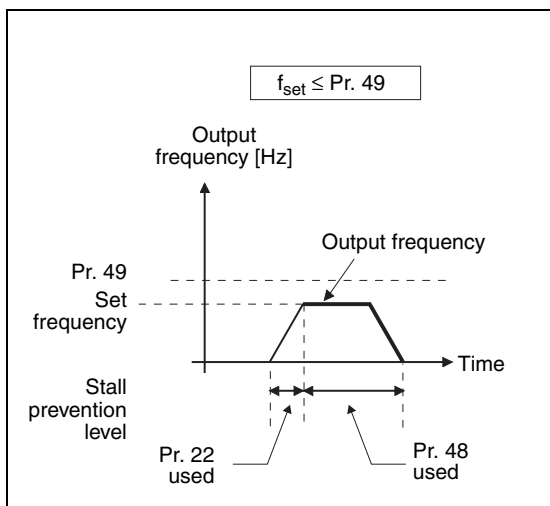 fset ≤ Pr. 49
Output
frequency [Hz]
Output frequency
Pr. 49
Set
frequency
Time
Stall
prevention
level
Pr. 22
used
Pr. 48
used